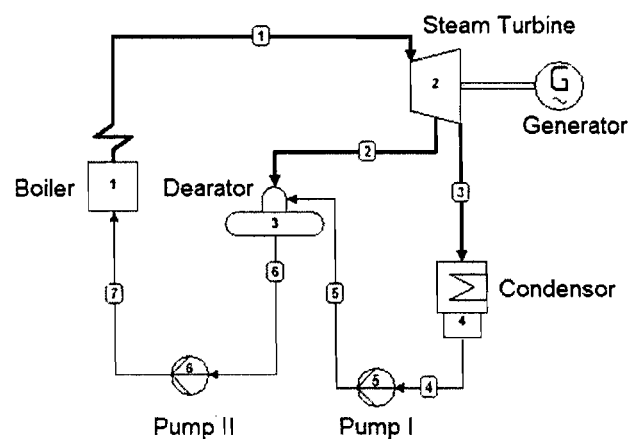 Steam Turbine
1
2
G
~
Generator
2
3
Boiler
1
Dearator
3
6
5
7
Condensor
4
6
5
4
Pump II
Pump I